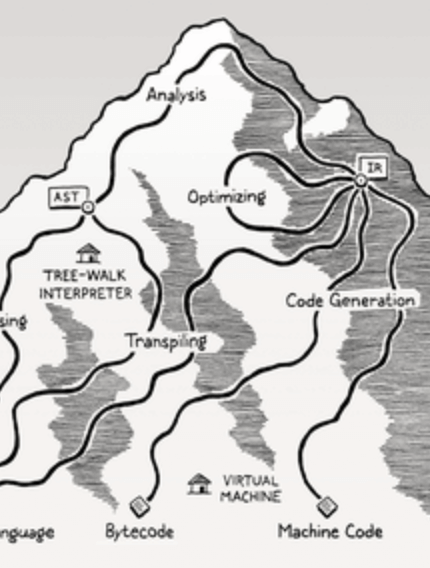 Analysis
IR
AST
Optimizing
TREE-WALK
INTERPRETER
Code Generation
sing
Transpiling
VIRTUAL
MACHINE
nguage
Bytecode
Machine Code